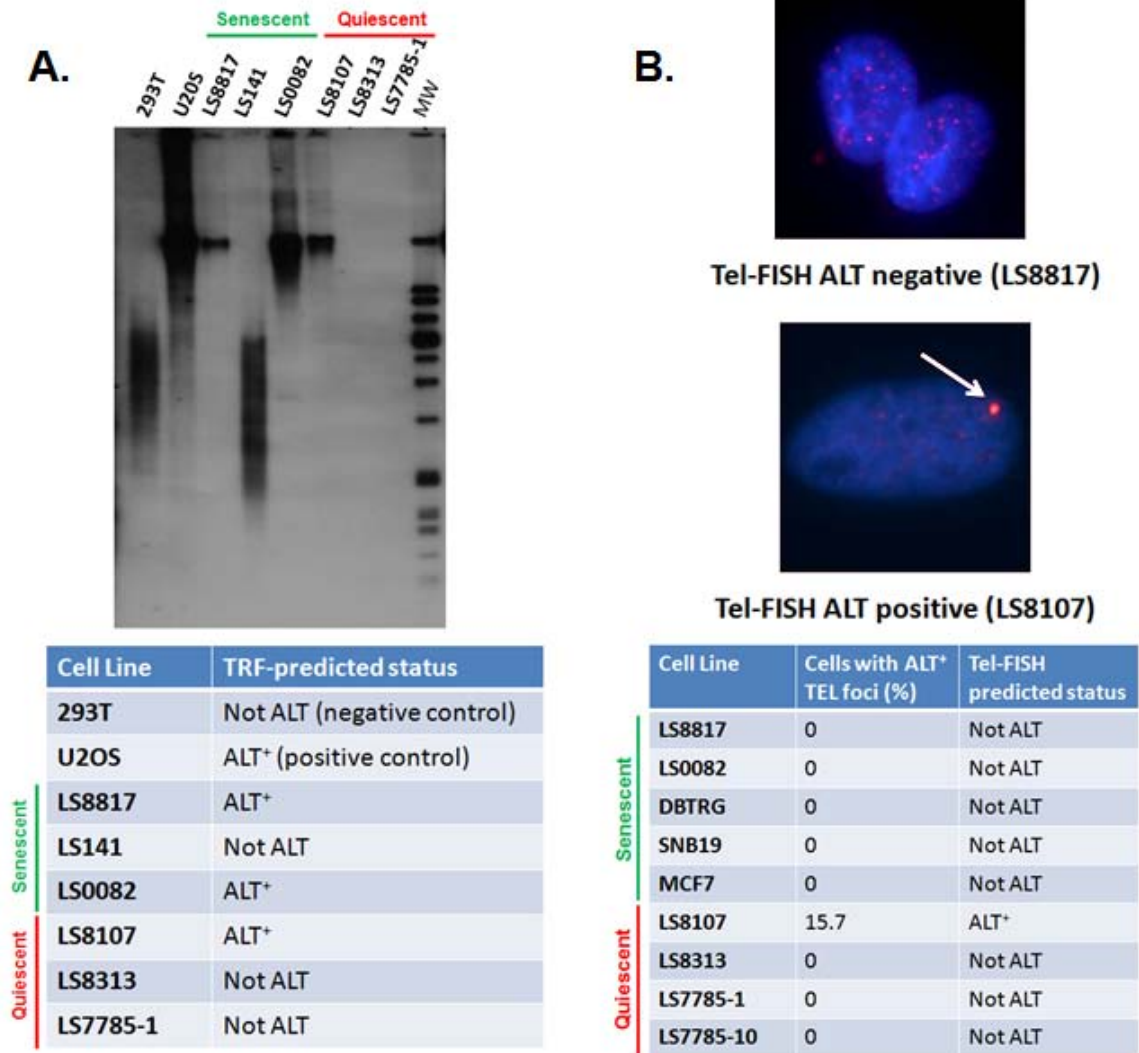 A.
Senescent Quiescent
293T U20S LS8817 LS141 LS0082 LS8107 LS8313 LS7785-1 MW
Cell Line TRF-predicted status
293T Not ALT (negative control)
U2OS ALT+ (positive control)
LS8817 ALT+
LS141 Not ALT
LS0082 ALT+
LS8107 ALT+
LS8313 Not ALT
LS7785-1 Not ALT
Senescent
Quiescent
B.
Tel-FISH ALT negative (LS8817)
Tel-FISH ALT positive (LS8107)
Cell Line Cells with ALT+ Tel-FISH
TEL foci (%) predicted status
LS8817 0 Not ALT
LS0082 0 Not ALT
DBTRG 0 Not ALT
SNB19 0 Not ALT
MCF7 0 Not ALT
LS8107 15.7 ALT+
LS8313 0 Not ALT
LS7785-1 0 Not ALT
LS7785-10 0 Not ALT
Senescent
Quiescent